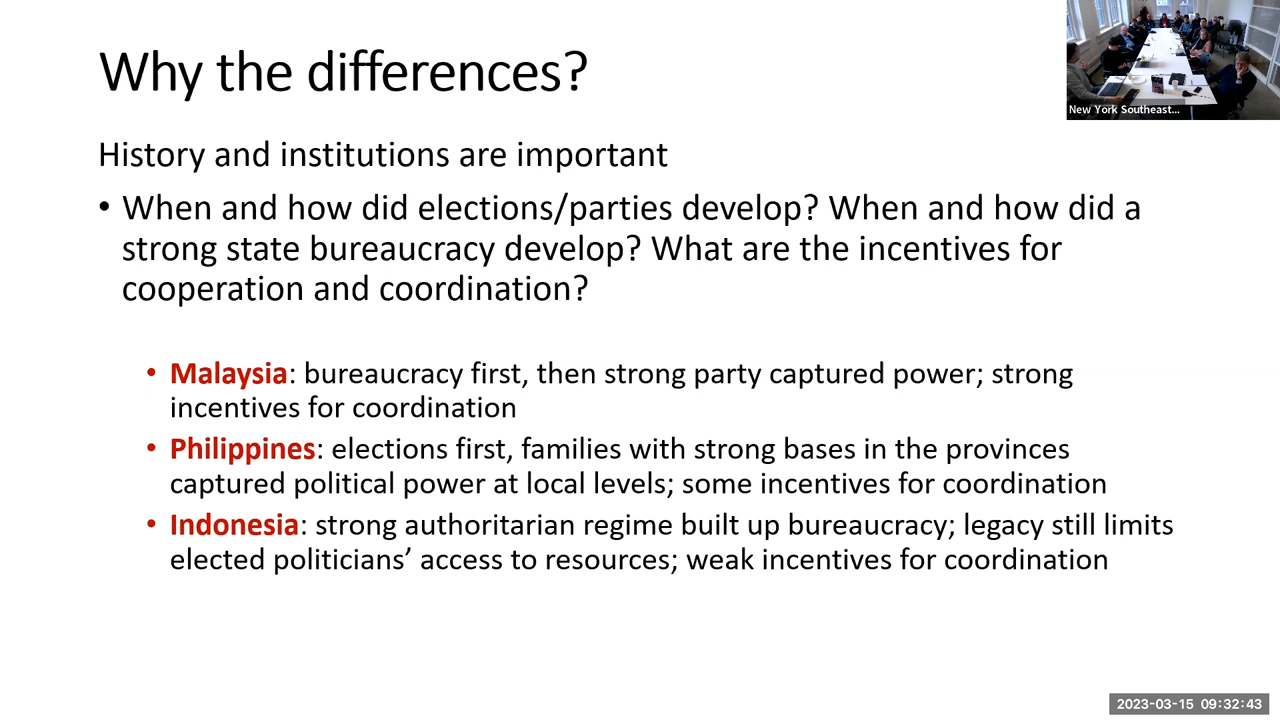 Why the differences?
New York Southeast...
History and institutions are important
• When and how did elections/parties develop? When and how did a
strong state bureaucracy develop? What are the incentives for
cooperation and coordination?
• Malaysia: bureaucracy first, then strong party captured power; strong
incentives for coordination
• Philippines: elections first, families with strong bases in the provinces
captured political power at local levels; some incentives for coordination
• Indonesia: strong authoritarian regime built up bureaucracy; legacy still limits
elected politicians’ access to resources; weak incentives for coordination
2023-03-15 09:32:43